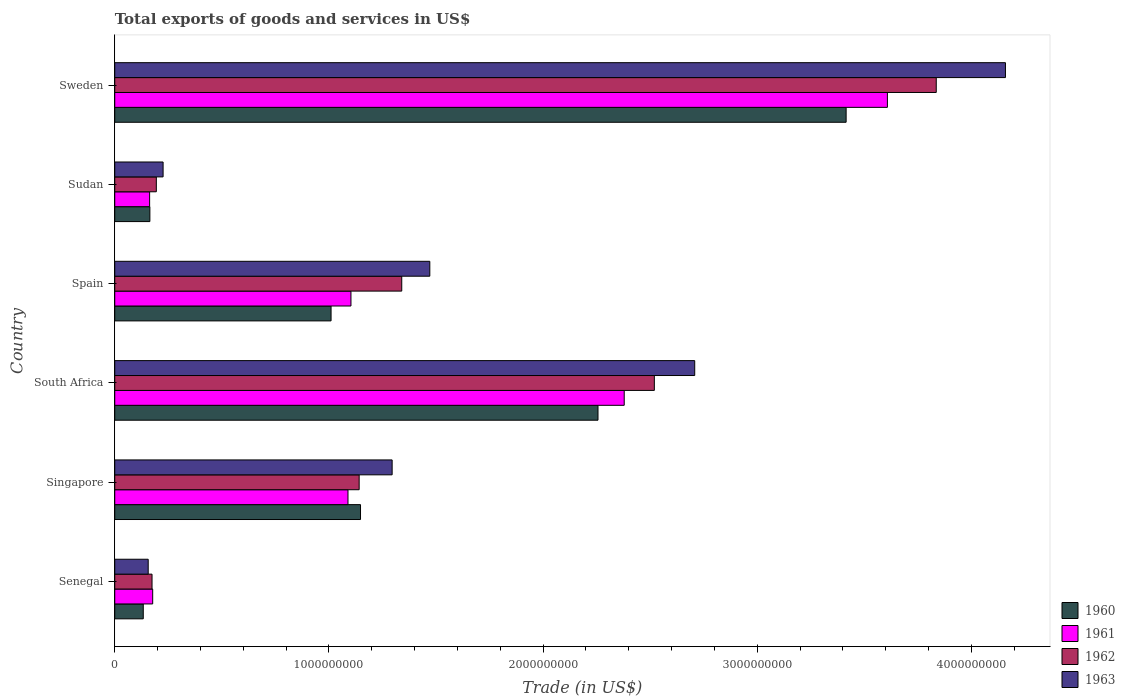 Total exports of goods and services in US$
Sweden
Sudan
Spain
South Africa
Singapore
Senegal
Country
0
1000000000
2000000000
3000000000
4000000000
Trade (in US$)
1960
1961
1962
1963